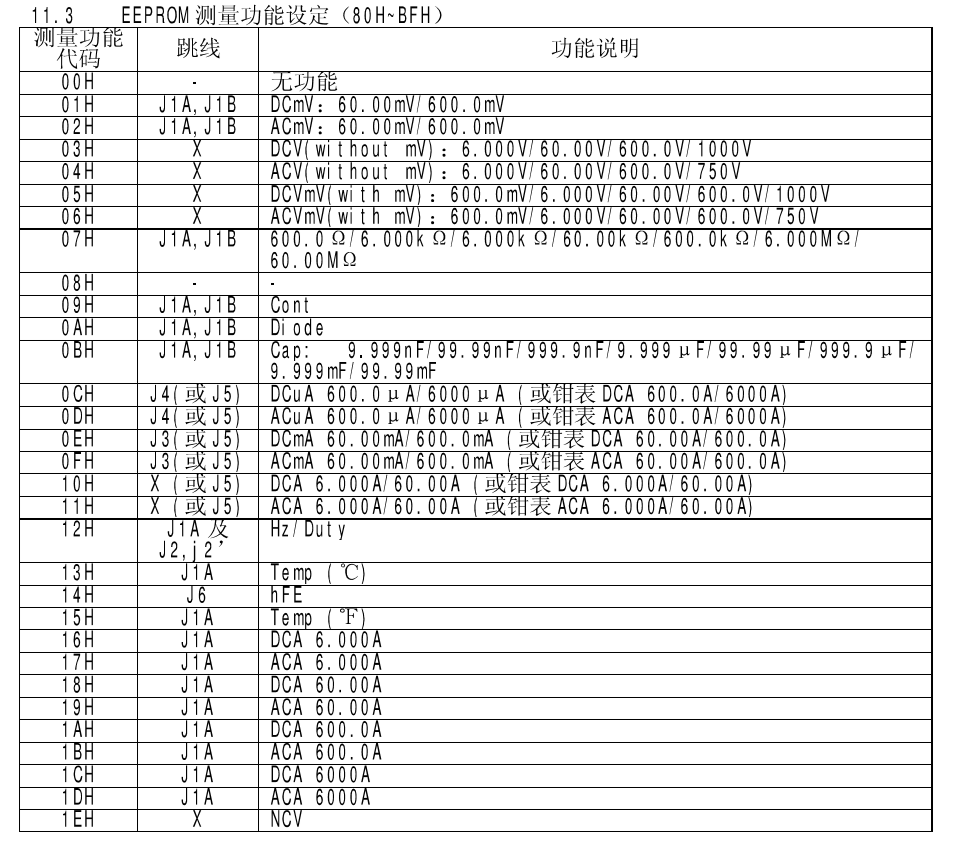 11.3 EEPROM 测量功能设定（80H~BFH）
测量功能代码 跳线 功能说明
00H - 无功能
01H J1A,J1B DCmV：60.00mV/600.0mV
02H J1A,J1B ACmV：60.00mV/600.0mV
03H X DCV(without mV)：6.000V/60.00V/600.0V/1000V
04H X ACV(without mV)：6.000V/60.00V/600.0V/750V
05H X DCVmV(with mV)：600.0mV/6.000V/60.00V/600.0V/1000V
06H X ACVmV(with mV)：600.0mV/6.000V/60.00V/600.0V/750V
07H J1A,J1B 600.0Ω/6.000kΩ/6.000kΩ/60.00kΩ/600.0kΩ/6.000MΩ/
60.00MΩ
08H - -
09H J1A,J1B Cont
0AH J1A,J1B Diode
0BH J1A,J1B Cap: 9.999nF/99.99nF/999.9nF/9.999μF/99.99μF/999.9μF/
9.999mF/99.99mF
0CH J4(或J5) DCuA 600.0μA/6000μA (或钳表DCA 600.0A/6000A)
0DH J4(或J5) ACuA 600.0μA/6000μA (或钳表ACA 600.0A/6000A)
0EH J3(或J5) DCmA 60.00mA/600.0mA (或钳表DCA 60.00A/600.0A)
0FH J3(或J5) ACmA 60.00mA/600.0mA (或钳表ACA 60.00A/600.0A)
10H X (或J5) DCA 6.000A/60.00A (或钳表DCA 6.000A/60.00A)
11H X (或J5) ACA 6.000A/60.00A (或钳表ACA 6.000A/60.00A)
12H J1A 及 Hz/Duty
J2,j2’
13H J1A Temp (℃)
14H J6 hFE
15H J1A Temp (℉)
16H J1A DCA 6.000A
17H J1A ACA 6.000A
18H J1A DCA 60.00A
19H J1A ACA 60.00A
1AH J1A DCA 600.0A
1BH J1A ACA 600.0A
1CH J1A DCA 6000A
1DH J1A ACA 6000A
1EH X NCV